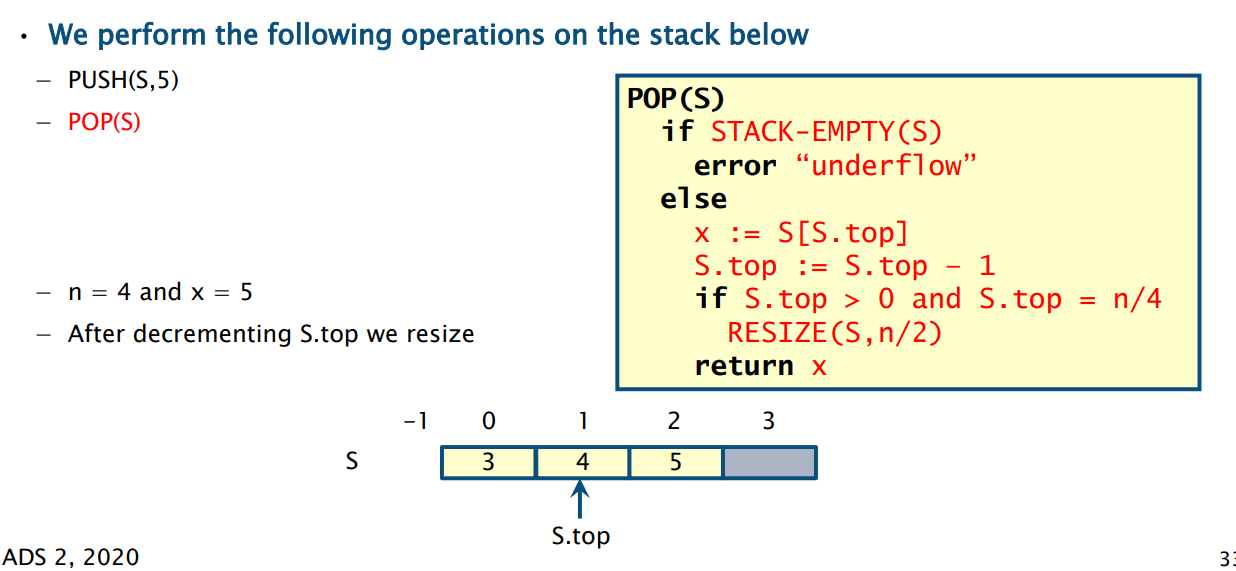 • We perform the following operations on the stack below
– PUSH(S,5)
– POP(S)
– n = 4 and x = 5
– After decrementing S.top we resize
POP(S)
if STACK-EMPTY(S)
error “underflow”
else
x := S[S.top]
S.top := S.top - 1
if S.top > 0 and S.top = n/4
RESIZE(S,n/2)
return x
-1 0 1 2 3
S 3 4 5
S.top
ADS 2, 2020